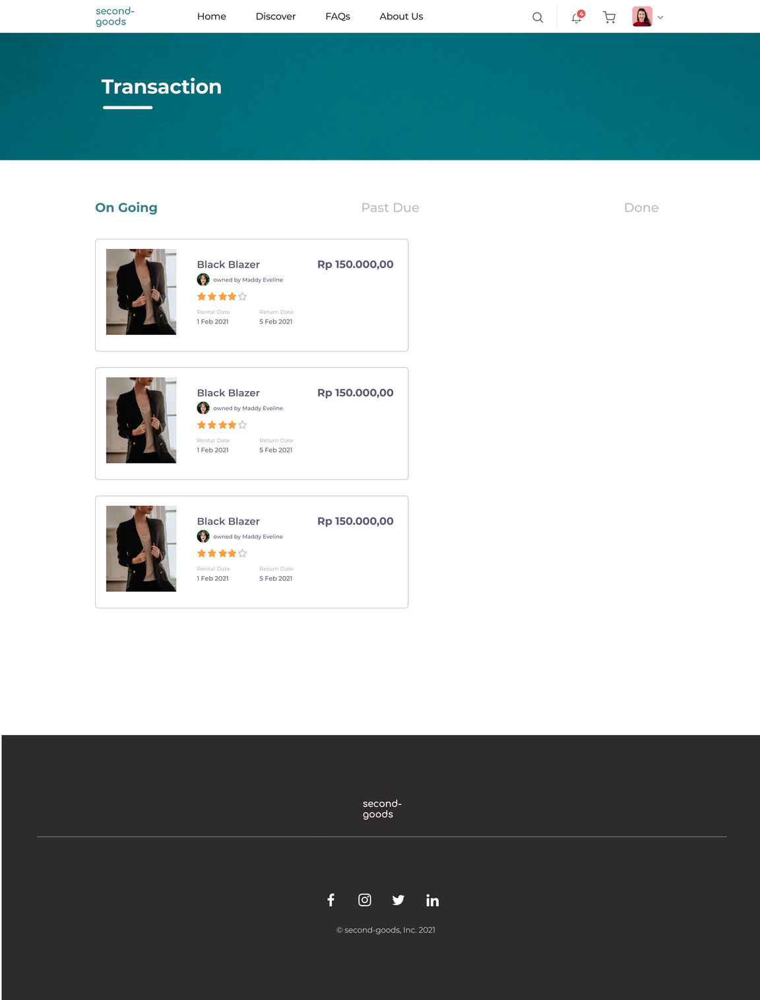 second-
goods
Home Discover FAQs About Us
4
Transaction
On Going Past Due Done
Black Blazer Rp 150.000,00
owned by Maddy Eveline
Rental Date Return Date
1 Feb 2021 5 Feb 2021
Black Blazer Rp 150.000,00
owned by Maddy Eveline
Rental Date Return Date
1 Feb 2021 5 Feb 2021
Black Blazer Rp 150.000,00
owned by Maddy Eveline
Rental Date Return Date
1 Feb 2021 5 Feb 2021
second-
goods
© second-goods, Inc. 2021